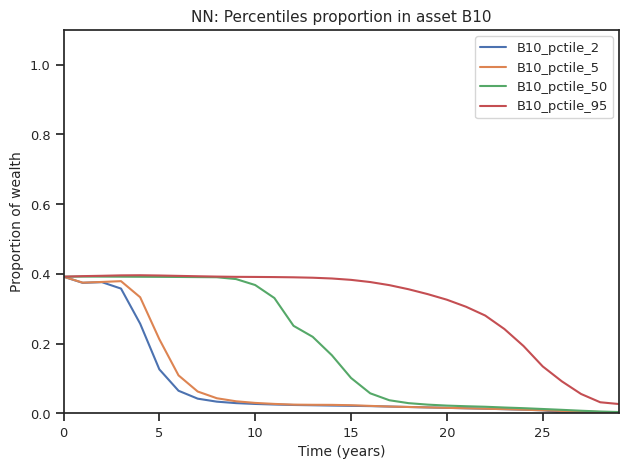 NN: Percentiles proportion in asset B10
B10_pctile_2
B10_pctile_5
B10_pctile_50
B10_pctile_95
Proportion of wealth
1.0
0.8
0.6
0.4
0.2
0.0
0 5 10 15 20 25
Time (years)